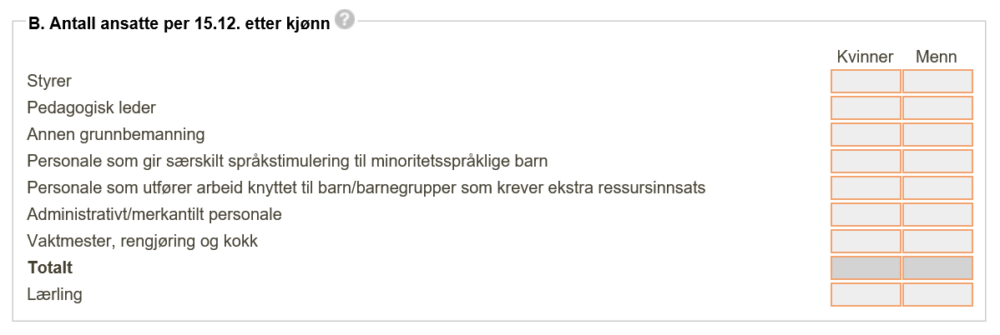 B. Antall ansatte per 15.12. etter kjønn ?
Kvinner Menn
Styrer
Pedagogisk leder
Annen grunnbemanning
Personale som gir særskilt språkstimulering til minoritetsspråklige barn
Personale som utfører arbeid knyttet til barn/barnegrupper som krever ekstra ressursinnsats
Administrativt/merkantilt personale
Vaktmester, rengjøring og kokk
Totalt
Lærling